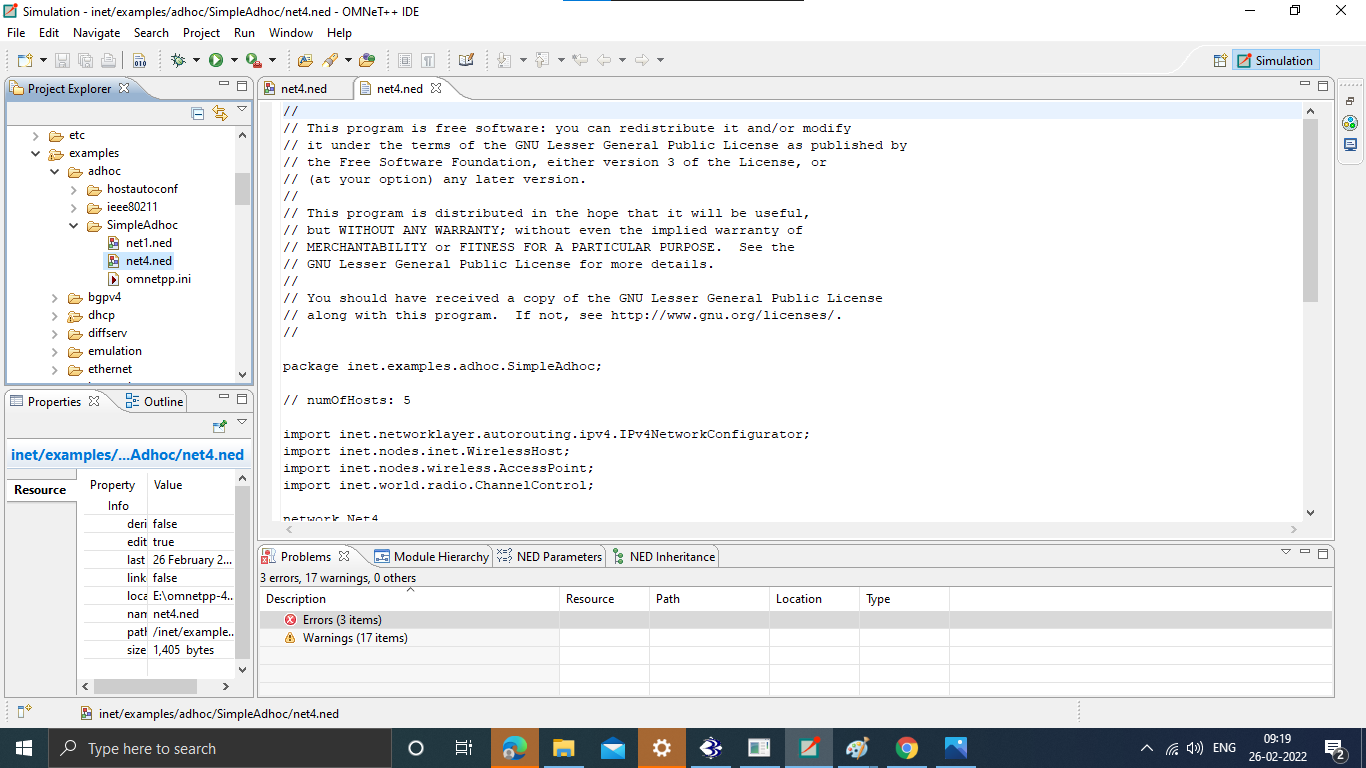 Simulation - inet/examples/adhoc/SimpleAdhoc/net4.ned - OMNeT++ IDE
File Edit Navigate Search Project Run Window Help
Simulation
Project Explorer
etc
examples
adhoc
hostautoconf
ieee80211
SimpleAdhoc
net1.ned
net4.ned
omnetpp.ini
bgpv4
dhcp
diffserv
emulation
ethernet
net4.ned net4.ned
//
// This program is free software: you can redistribute it and/or modify
// it under the terms of the GNU Lesser General Public License as published by
// the Free Software Foundation, either version 3 of the License, or
// (at your option) any later version.
//
// This program is distributed in the hope that it will be useful,
// but WITHOUT ANY WARRANTY; without even the implied warranty of
// MERCHANTABILITY or FITNESS FOR A PARTICULAR PURPOSE.  See the
// GNU Lesser General Public License for more details.
//
// You should have received a copy of the GNU Lesser General Public License
// along with this program.  If not, see http://www.gnu.org/licenses/.
//
package inet.examples.adhoc.SimpleAdhoc;
// numOfHosts: 5
import inet.networklayer.autorouting.ipv4.IPv4NetworkConfigurator;
import inet.nodes.inet.WirelessHost;
import inet.nodes.wireless.AccessPoint;
import inet.world.radio.ChannelControl;
network Net4
Properties Outline
inet/examples/...Adhoc/net4.ned
Resource
Property Value
Info
deri false
edit true
last 26 February 2...
link false
loca E:\omnetpp-4..
nam net4.ned
path /inet/example..
size 1,405 bytes
Problems Module Hierarchy NED Parameters NED Inheritance
3 errors, 17 warnings, 0 others
Description Resource Path Location Type
Errors (3 items)
Warnings (17 items)
inet/examples/adhoc/SimpleAdhoc/net4.ned
Type here to search
ENG
09:19
26-02-2022
2